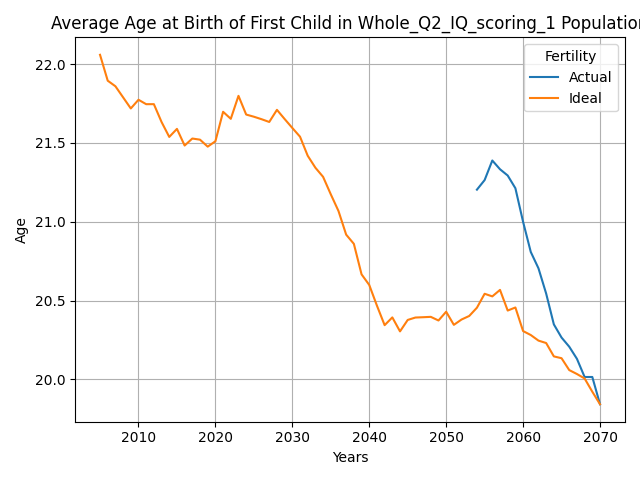 Average Age at Birth of First Child in Whole_Q2_IQ_scoring_1 Population
Fertility
Actual
Ideal
22.0
21.5
21.0
20.5
20.0
Age
2010 2020 2030 2040 2050 2060 2070
Years